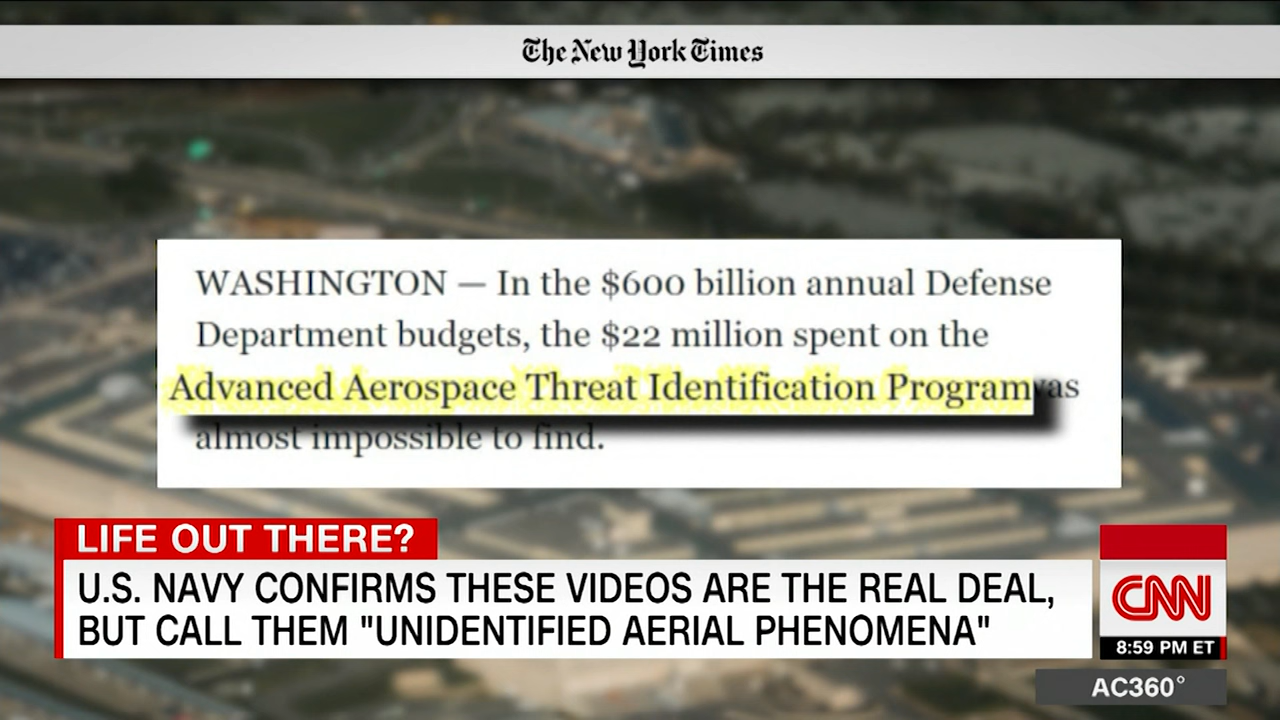 The New York Times
WASHINGTON — In the $600 billion annual Defense
Department budgets, the $22 million spent on the
Advanced Aerospace Threat Identification Program
almost impossible to find.
LIFE OUT THERE?
U.S. NAVY CONFIRMS THESE VIDEOS ARE THE REAL DEAL,
BUT CALL THEM "UNIDENTIFIED AERIAL PHENOMENA"
CNN
8:59 PM ET
AC360°